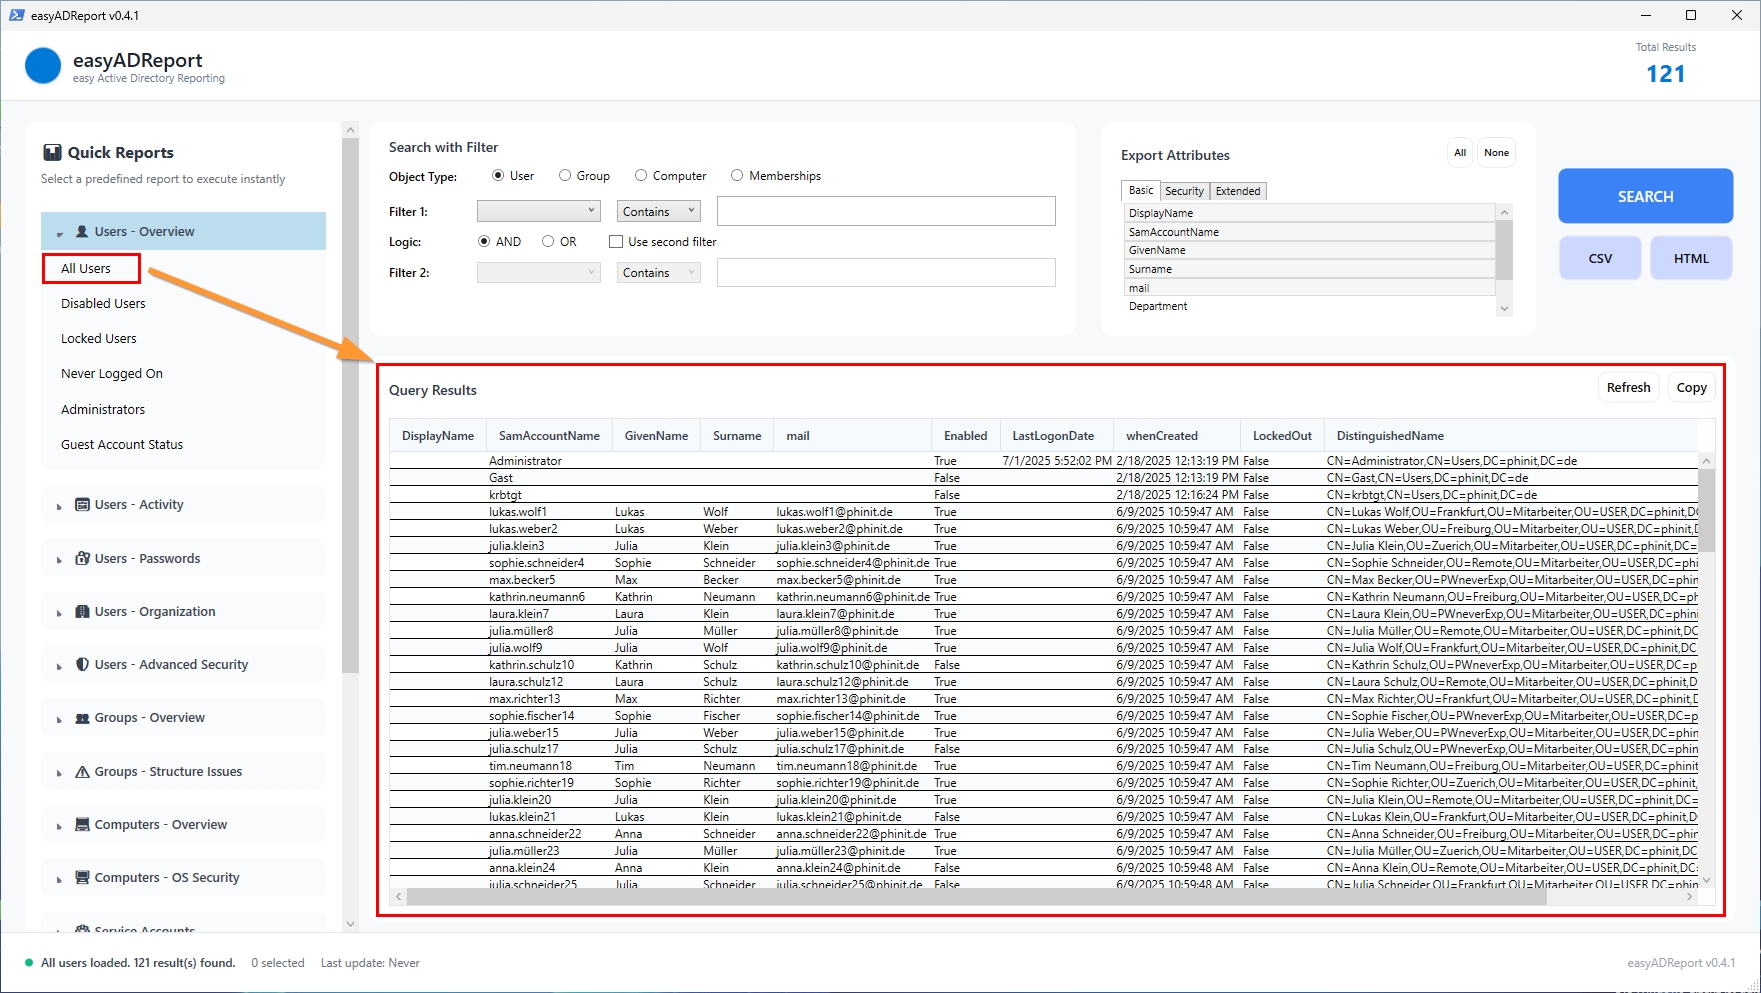 easyADReport v0.4.1
easyADReport
easy Active Directory Reporting
Total Results
121
Quick Reports
Select a predefined report to execute instantly
Users - Overview
All Users
Disabled Users
Locked Users
Never Logged On
Administrators
Guest Account Status
Users - Activity
Users - Passwords
Users - Organization
Users - Advanced Security
Groups - Overview
Groups - Structure Issues
Computers - Overview
Computers - OS Security
Service Accounts
Search with Filter
Object Type: User Group Computer Memberships
Filter 1: Contains
Logic: AND OR Use second filter
Filter 2: Contains
Export Attributes
All None
Basic Security Extended
DisplayName
SamAccountName
GivenName
Surname
mail
Department
SEARCH
CSV HTML
Query Results
Refresh Copy
DisplayName SamAccountName GivenName Surname mail Enabled LastLogonDate whenCreated LockedOut DistinguishedName
Administrator True 7/1/2025 5:52:02 PM 2/18/2025 12:13:19 PM False CN=Administrator,CN=Users,DC=phinit,DC=de
Gast False 2/18/2025 12:13:19 PM False CN=Gast,CN=Users,DC=phinit,DC=de
krbtgt False 2/18/2025 12:16:24 PM False CN=krbtgt,CN=Users,DC=phinit,DC=de
lukas.wolf1 Lukas Wolf lukas.wolf1@phinit.de True 6/9/2025 10:59:47 AM False CN=Lukas Wolf,OU=Frankfurt,OU=Mitarbeiter,OU=USER,DC=phinit,DC
lukas.weber2 Lukas Weber lukas.weber2@phinit.de True 6/9/2025 10:59:47 AM False CN=Lukas Weber,OU=Freiburg,OU=Mitarbeiter,OU=USER,DC=phinit,
julia.klein3 Julia Klein julia.klein3@phinit.de True 6/9/2025 10:59:47 AM False CN=Julia Klein,OU=Zuerich,OU=Mitarbeiter,OU=USER,DC=phinit,DC=
sophie.schneider4 Sophie Schneider sophie.schneider4@phinit.de True 6/9/2025 10:59:47 AM False CN=Sophie Schneider,OU=Remote,OU=Mitarbeiter,OU=USER,DC=phi
max.becker5 Max Becker max.becker5@phinit.de True 6/9/2025 10:59:47 AM False CN=Max Becker,OU=PWneverExp,OU=Mitarbeiter,OU=USER,DC=phin
kathrin.neumann6 Kathrin Neumann kathrin.neumann6@phinit.de True 6/9/2025 10:59:47 AM False CN=Kathrin Neumann,OU=Freiburg,OU=Mitarbeiter,OU=USER,DC=ph
laura.klein7 Laura Klein laura.klein7@phinit.de True 6/9/2025 10:59:47 AM False CN=Laura Klein,OU=PWneverExp,OU=Mitarbeiter,OU=USER,DC=phini
julia.müller8 Julia Müller julia.müller8@phinit.de True 6/9/2025 10:59:47 AM False CN=Julia Müller,OU=Remote,OU=Mitarbeiter,OU=USER,DC=phinit,DC
julia.wolf9 Julia Wolf julia.wolf9@phinit.de True 6/9/2025 10:59:47 AM False CN=Julia Wolf,OU=Frankfurt,OU=Mitarbeiter,OU=USER,DC=phinit,DC
kathrin.schulz10 Kathrin Schulz kathrin.schulz10@phinit.de False 6/9/2025 10:59:47 AM False CN=Kathrin Schulz,OU=PWneverExp,OU=Mitarbeiter,OU=USER,DC=p
laura.schulz12 Laura Schulz laura.schulz12@phinit.de True 6/9/2025 10:59:47 AM False CN=Laura Schulz,OU=Remote,OU=Mitarbeiter,OU=USER,DC=phinit,D
max.richter13 Max Richter max.richter13@phinit.de True 6/9/2025 10:59:47 AM False CN=Max Richter,OU=Frankfurt,OU=Mitarbeiter,OU=USER,DC=phinit,D
sophie.fischer14 Sophie Fischer sophie.fischer14@phinit.de True 6/9/2025 10:59:47 AM False CN=Sophie Fischer,OU=PWneverExp,OU=Mitarbeiter,OU=USER,DC=p
julia.weber15 Julia Weber julia.weber15@phinit.de True 6/9/2025 10:59:47 AM False CN=Julia Weber,OU=PWneverExp,OU=Mitarbeiter,OU=USER,DC=phin
julia.schulz17 Julia Schulz julia.schulz17@phinit.de False 6/9/2025 10:59:47 AM False CN=Julia Schulz,OU=PWneverExp,OU=Mitarbeiter,OU=USER,DC=phin
tim.neumann18 Tim Neumann tim.neumann18@phinit.de True 6/9/2025 10:59:47 AM False CN=Tim Neumann,OU=Freiburg,OU=Mitarbeiter,OU=USER,DC=phinit
sophie.richter19 Sophie Richter sophie.richter19@phinit.de True 6/9/2025 10:59:47 AM False CN=Sophie Richter,OU=Zuerich,OU=Mitarbeiter,OU=USER,DC=phinit
julia.klein20 Julia Klein julia.klein20@phinit.de True 6/9/2025 10:59:47 AM False CN=Julia Klein,OU=Remote,OU=Mitarbeiter,OU=USER,DC=phinit,DC=
lukas.klein21 Lukas Klein lukas.klein21@phinit.de False 6/9/2025 10:59:47 AM False CN=Lukas Klein,OU=Frankfurt,OU=Mitarbeiter,OU=USER,DC=phinit,D
anna.schneider22 Anna Schneider anna.schneider22@phinit.de True 6/9/2025 10:59:47 AM False CN=Anna Schneider,OU=Freiburg,OU=Mitarbeiter,OU=USER,DC=phin
julia.müller23 Julia Müller julia.müller23@phinit.de True 6/9/2025 10:59:47 AM False CN=Julia Müller,OU=Zuerich,OU=Mitarbeiter,OU=USER,DC=phinit,DC
anna.klein24 Anna Klein anna.klein24@phinit.de False 6/9/2025 10:59:48 AM False CN=Anna Klein,OU=Remote,OU=Mitarbeiter,OU=USER,DC=phinit,DC=
julia.schneider25 Julia Schneider julia.schneider25@phinit.de False 6/9/2025 10:59:48 AM False CN=Julia Schneider,OU=Frankfurt,OU=Mitarbeiter,OU=USER,DC=phini
All users loaded. 121 result(s) found. 0 selected Last update: Never
easyADReport v0.4.1